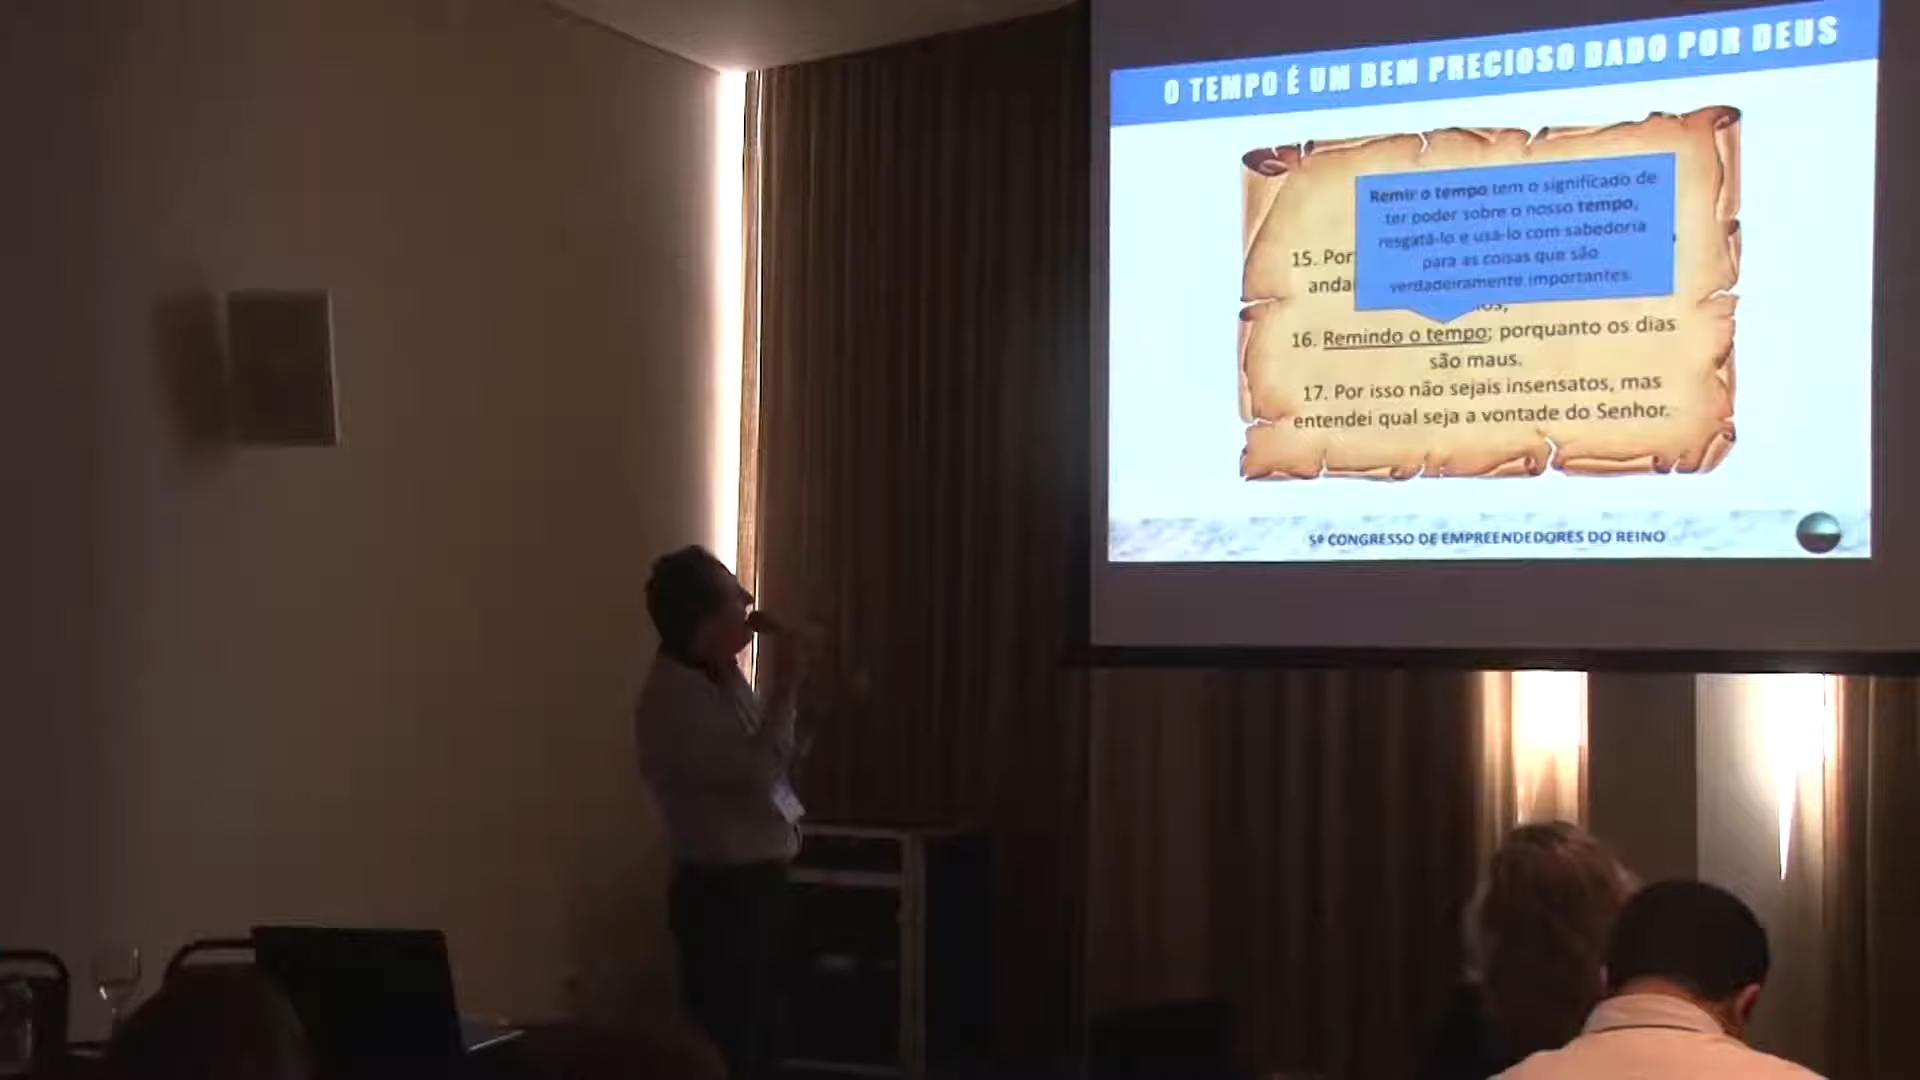 O TEMPO É UM BEM PRECIOSO DADO POR DEUS
Remir o tempo tem o significado de
ter poder sobre o nosso tempo,
resgatá-lo e usá-lo com sabedoria
para as coisas que são
verdadeiramente importantes.
15. Por
anda
16. Remindo o tempo; porquanto os dias
são maus.
17. Por isso não sejais insensatos, mas
entendei qual seja a vontade do Senhor.
5º CONGRESSO DE EMPREENDEDORES DO REINO